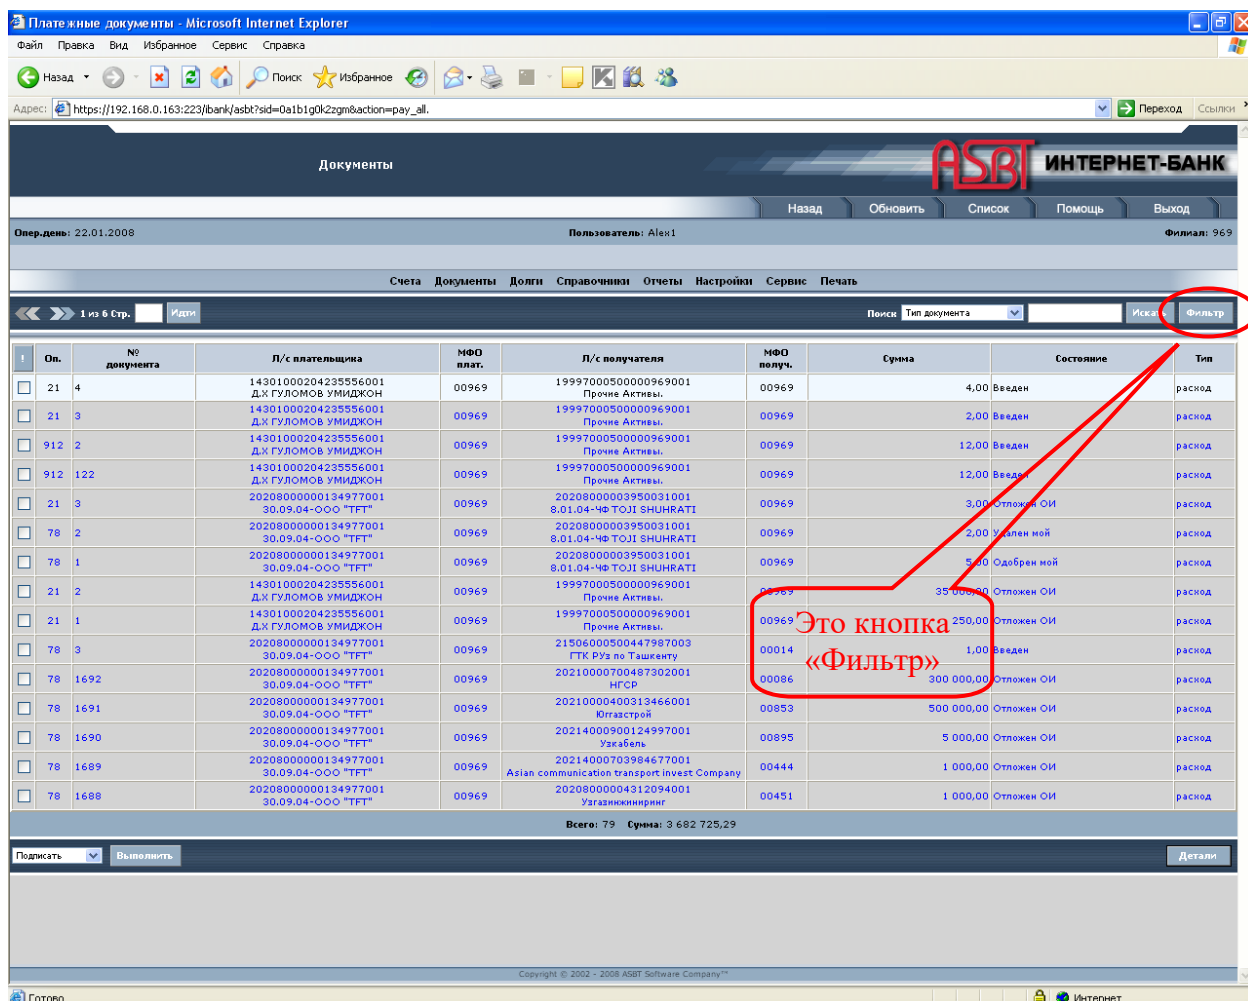 Платежные документы - Microsoft Internet Explorer
Файл Правка Вид Избранное Сервис Справка
Назад Поиск Избранное
Адрес: https://192.168.0.163:223/ibank/asbt?sid=0a1b1g0k2zgm&action=pay_all. Переход Ссылки
Документы ASBT ИНТЕРНЕТ-БАНК
Назад Обновить Список Помощь Выход
Опер.день: 22.01.2008 Пользователь: Alex1 Филиал: 969
Счета Документы Долги Справочники Отчеты Настройки Сервис Печать
1 из 6 Стр. Идти Поиск Тип документа Искать Фильтр
! Оп. № документа Л/с плательщика МФО плат. Л/с получателя МФО получ. Сумма Состояние Тип
21 4 14301000204235556001 00969 19997000500000969001 00969 4,00 Введен расход
Д.Х ГУЛОМОВ УМИДЖОН Прочие Активы.
21 3 14301000204235556001 00969 19997000500000969001 00969 2,00 Введен расход
Д.Х ГУЛОМОВ УМИДЖОН Прочие Активы.
912 2 14301000204235556001 00969 19997000500000969001 00969 12,00 Введен расход
Д.Х ГУЛОМОВ УМИДЖОН Прочие Активы.
912 122 14301000204235556001 00969 19997000500000969001 00969 12,00 Введен расход
Д.Х ГУЛОМОВ УМИДЖОН Прочие Активы.
21 3 20208000000134977001 00969 20208000003950031001 00969 3,00 Отложен ОИ расход
30.09.04-ООО "TFT" 8.01.04-ЧФ TOJI SHUHRATI
78 2 20208000000134977001 00969 20208000003950031001 00969 2,00 Удален мой расход
30.09.04-ООО "TFT" 8.01.04-ЧФ TOJI SHUHRATI
78 1 20208000000134977001 00969 20208000003950031001 00969 5,00 Одобрен мой расход
30.09.04-ООО "TFT" 8.01.04-ЧФ TOJI SHUHRATI
21 2 14301000204235556001 00969 19997000500000969001 00969 35 000,00 Отложен ОИ расход
Д.Х ГУЛОМОВ УМИДЖОН Прочие Активы.
21 1 14301000204235556001 00969 19997000500000969001 00969 250,00 Отложен ОИ расход
Д.Х ГУЛОМОВ УМИДЖОН Прочие Активы.
78 3 20208000000134977001 00969 21506000500447987003 00014 1,00 Введен расход
30.09.04-ООО "TFT" ГТК РУз по Ташкенту
78 1692 20208000000134977001 00969 20210000700487302001 00086 300 000,00 Отложен ОИ расход
30.09.04-ООО "TFT" НГСР
78 1691 20208000000134977001 00969 20210000400313466001 00853 500 000,00 Отложен ОИ расход
30.09.04-ООО "TFT" Юггазстрой
78 1690 20208000000134977001 00969 20214000900124997001 00895 5 000,00 Отложен ОИ расход
30.09.04-ООО "TFT" Узкабель
78 1689 20208000000134977001 00969 20214000703984677001 00444 1 000,00 Отложен ОИ расход
30.09.04-ООО "TFT" Asian communication transport invest Company
78 1688 20208000000134977001 00969 20208000004312094001 00451 1 000,00 Отложен ОИ расход
30.09.04-ООО "TFT" Узгазинжиниринг
Это кнопка
«Фильтр»
Всего: 79 Сумма: 3 682 725,29
Подписать Выполнить Детали
Copyright © 2002 - 2008 ASBT Software Company™
Готово Интернет